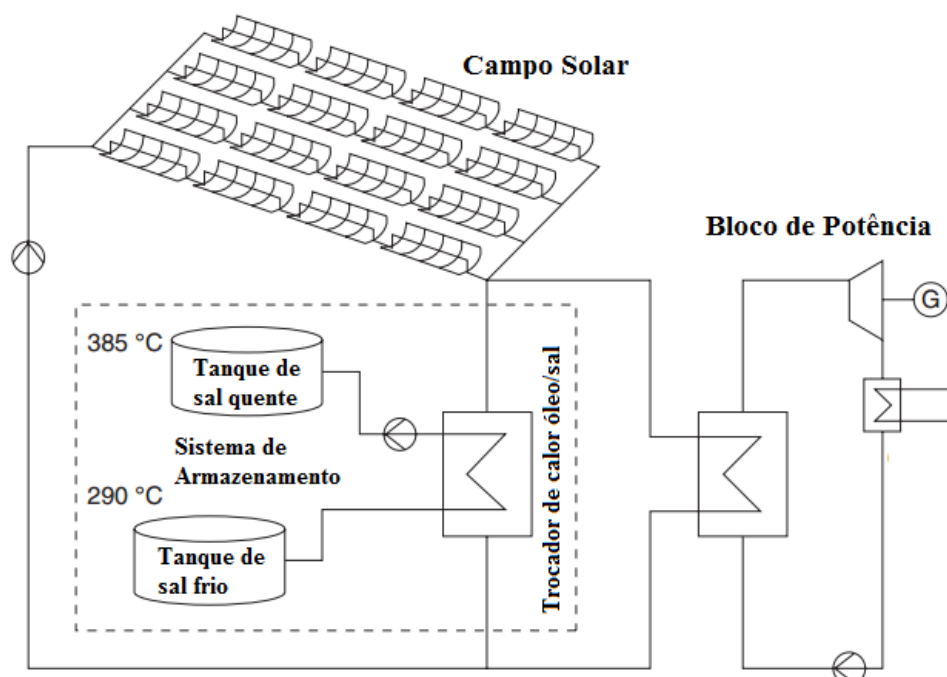 Campo Solar
Bloco de Potência
G
385 °C
Tanque de
sal quente
Sistema de
Armazenamento
290 °C
Tanque de
sal frio
Trocador de calor óleo/sal